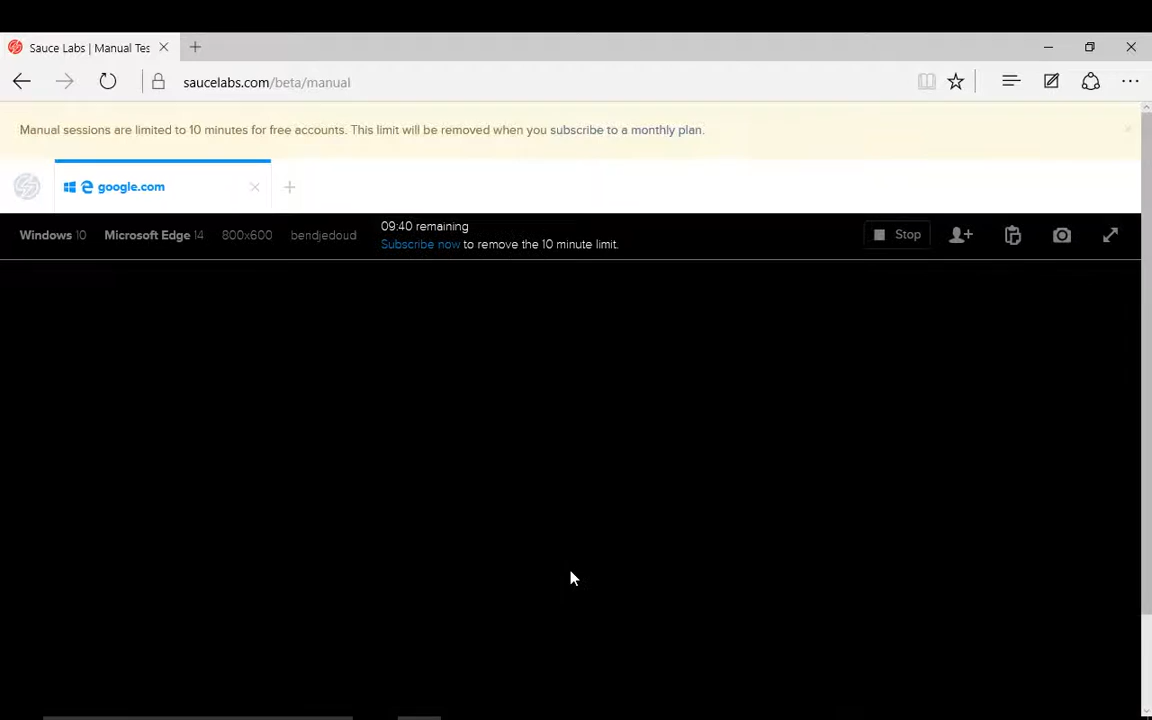 Sauce Labs | Manual Tes
saucelabs.com/beta/manual
Manual sessions are limited to 10 minutes for free accounts. This limit will be removed when you subscribe to a monthly plan.
google.com
09:40 remaining
Windows 10 Microsoft Edge 14 800x600 bendjedoud
Subscribe now to remove the 10 minute limit.
Stop